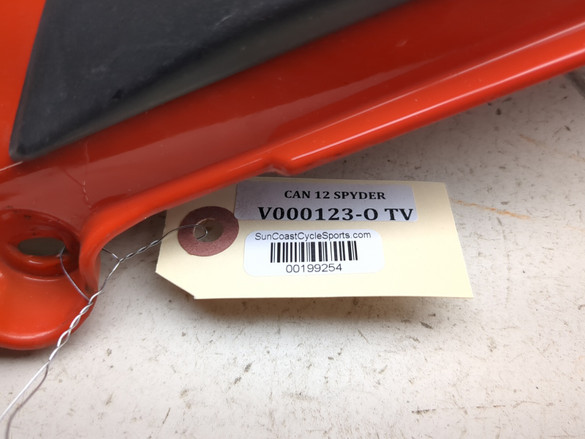 CAN 12 SPYDER
V000123-O TV
SunCoastCycleSports.com
00199254